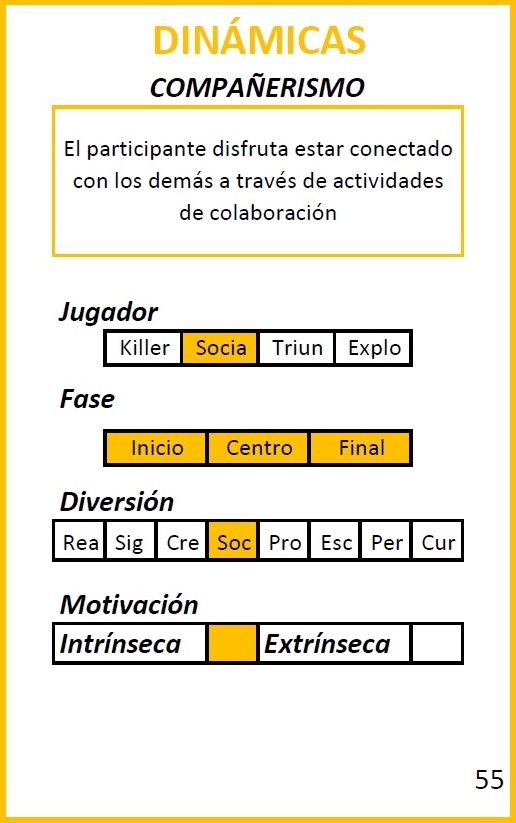 DINÁMICAS
COMPAÑERISMO
El participante disfruta estar conectado
con los demás a través de actividades
de colaboración
Jugador
Killer Socia Triun Explo
Fase
Inicio Centro Final
Diversión
Rea Sig Cre Soc Pro Esc Per Cur
Motivación
Intrínseca Extrínseca
55